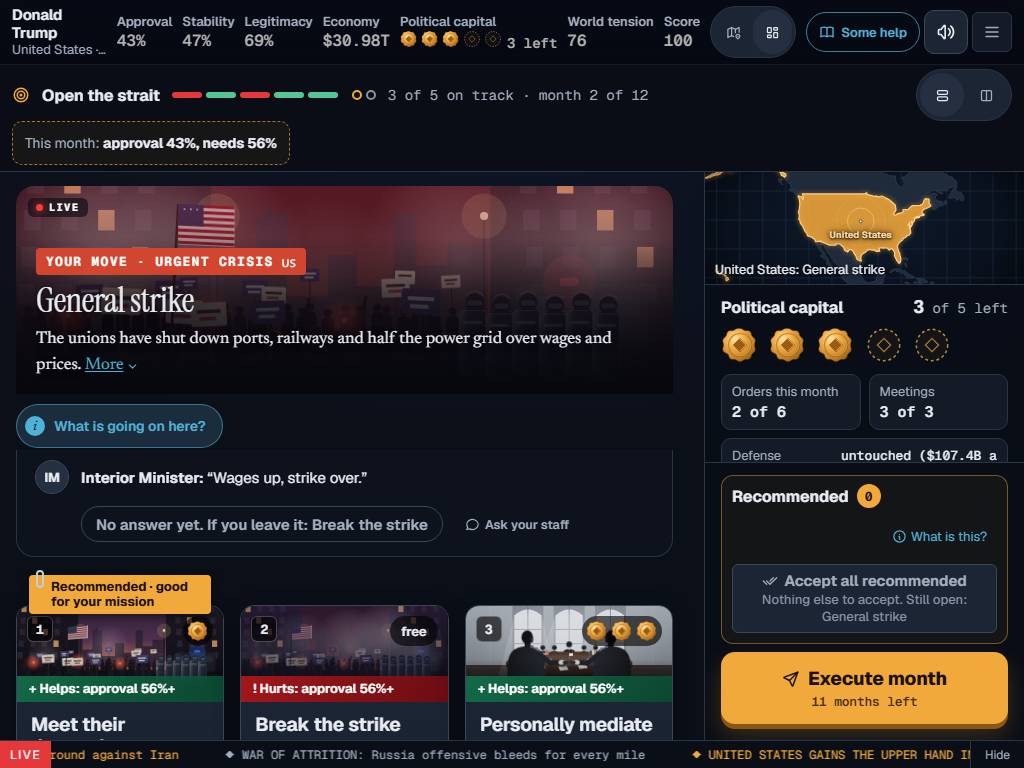 Donald
Trump
United States ·...
Approval
43%
Stability
47%
Legitimacy
69%
Economy
$30.98T
Political capital
3 left
World tension
76
Score
100
Some help
Open the strait
3 of 5 on track · month 2 of 12
This month: approval 43%, needs 56%
LIVE
YOUR MOVE · URGENT CRISIS US
General strike
The unions have shut down ports, railways and half the power grid over wages and
prices. More
What is going on here?
IM
Interior Minister: “Wages up, strike over.”
No answer yet. If you leave it: Break the strike
Ask your staff
Recommended · good
for your mission
1
+ Helps: approval 56%+
Meet their
2
free
! Hurts: approval 56%+
Break the strike
3
+ Helps: approval 56%+
Personally mediate
United States
United States: General strike
Political capital
3 of 5 left
Orders this month
2 of 6
Meetings
3 of 3
Defense
untouched ($107.4B a
Recommended 0
What is this?
Accept all recommended
Nothing else to accept. Still open:
General strike
Execute month
11 months left
LIVE
round against Iran
◆ WAR OF ATTRITION: Russia offensive bleeds for every mile
◆ UNITED STATES GAINS THE UPPER HAND
Hide